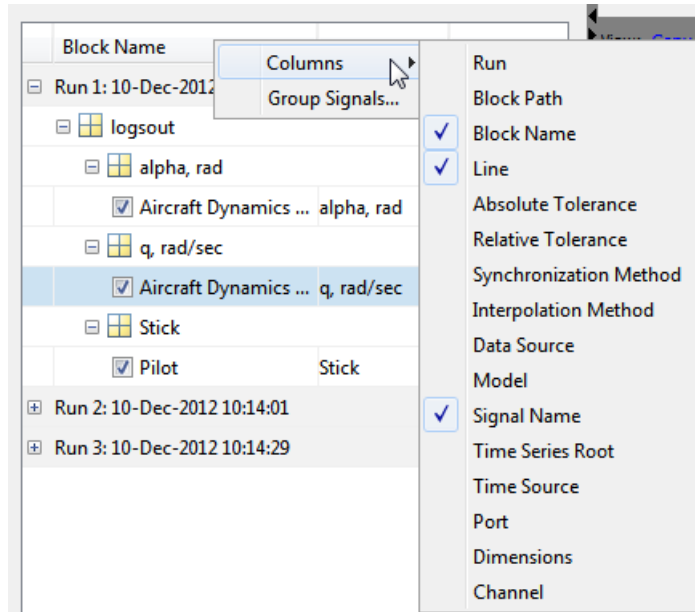 Block Name
Columns
Group Signals...
Run 1: 10-Dec-2012
logsout
alpha, rad
Aircraft Dynamics ... alpha, rad
q, rad/sec
Aircraft Dynamics ... q, rad/sec
Stick
Pilot Stick
Run 2: 10-Dec-2012 10:14:01
Run 3: 10-Dec-2012 10:14:29
Run
Block Path
Block Name
Line
Absolute Tolerance
Relative Tolerance
Synchronization Method
Interpolation Method
Data Source
Model
Signal Name
Time Series Root
Time Source
Port
Dimensions
Channel